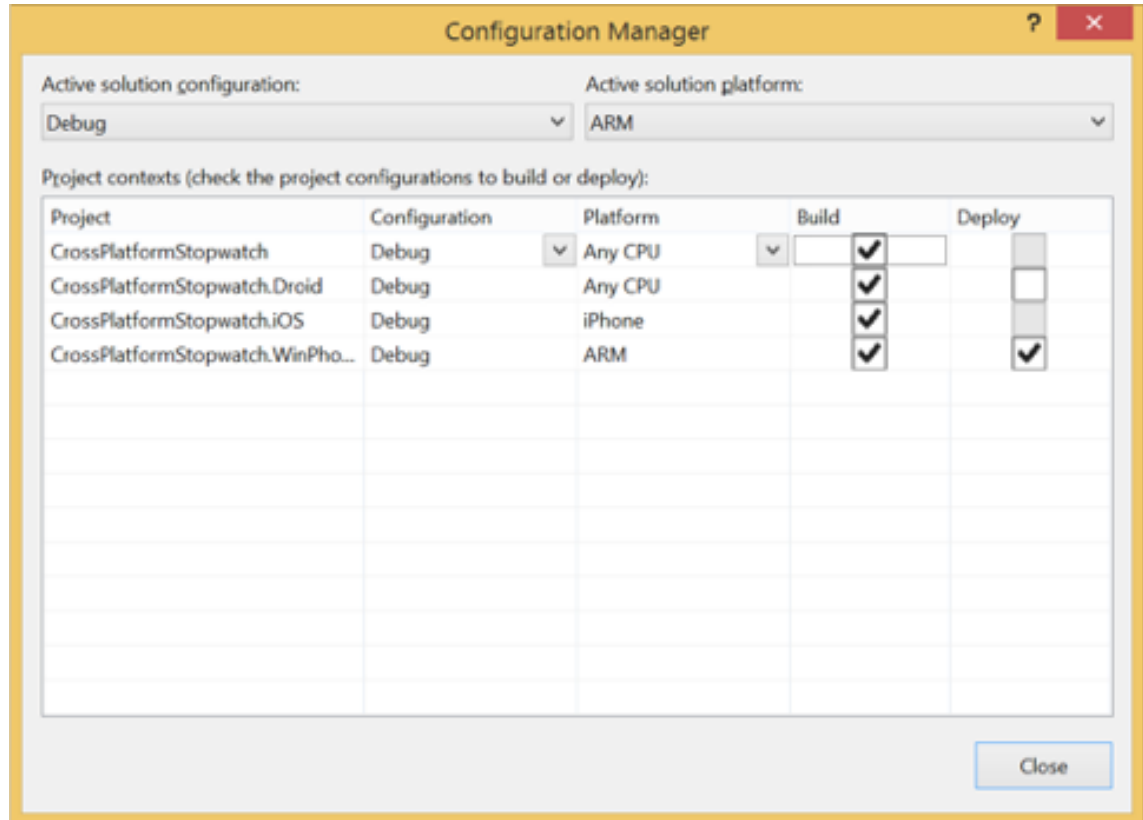 Configuration Manager ?
Active solution configuration: Active solution platform:
Debug ARM
Project contexts (check the project configurations to build or deploy):
Project Configuration Platform Build Deploy
CrossPlatformStopwatch Debug Any CPU
CrossPlatformStopwatch.Droid Debug Any CPU
CrossPlatformStopwatch.iOS Debug iPhone
CrossPlatformStopwatch.WinPho... Debug ARM
Close